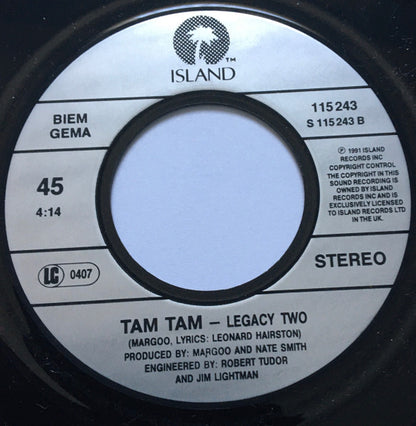 ISLAND™
BIEM
GEMA
115 243
S 115 243 B
℗ 1991 ISLAND
RECORDS INC
COPYRIGHT CONTROL
THE COPYRIGHT IN THIS
SOUND RECORDING IS
OWNED BY ISLAND
RECORDS INC AND IS
EXCLUSIVELY LICENSED
TO ISLAND RECORDS LTD
IN THE UK.
45
4:14
STEREO
LC 0407
TAM TAM – LEGACY TWO
(MARGOO, LYRICS: LEONARD HAIRSTON)
PRODUCED BY: MARGOO AND NATE SMITH
ENGINEERED BY: ROBERT TUDOR
AND JIM LIGHTMAN